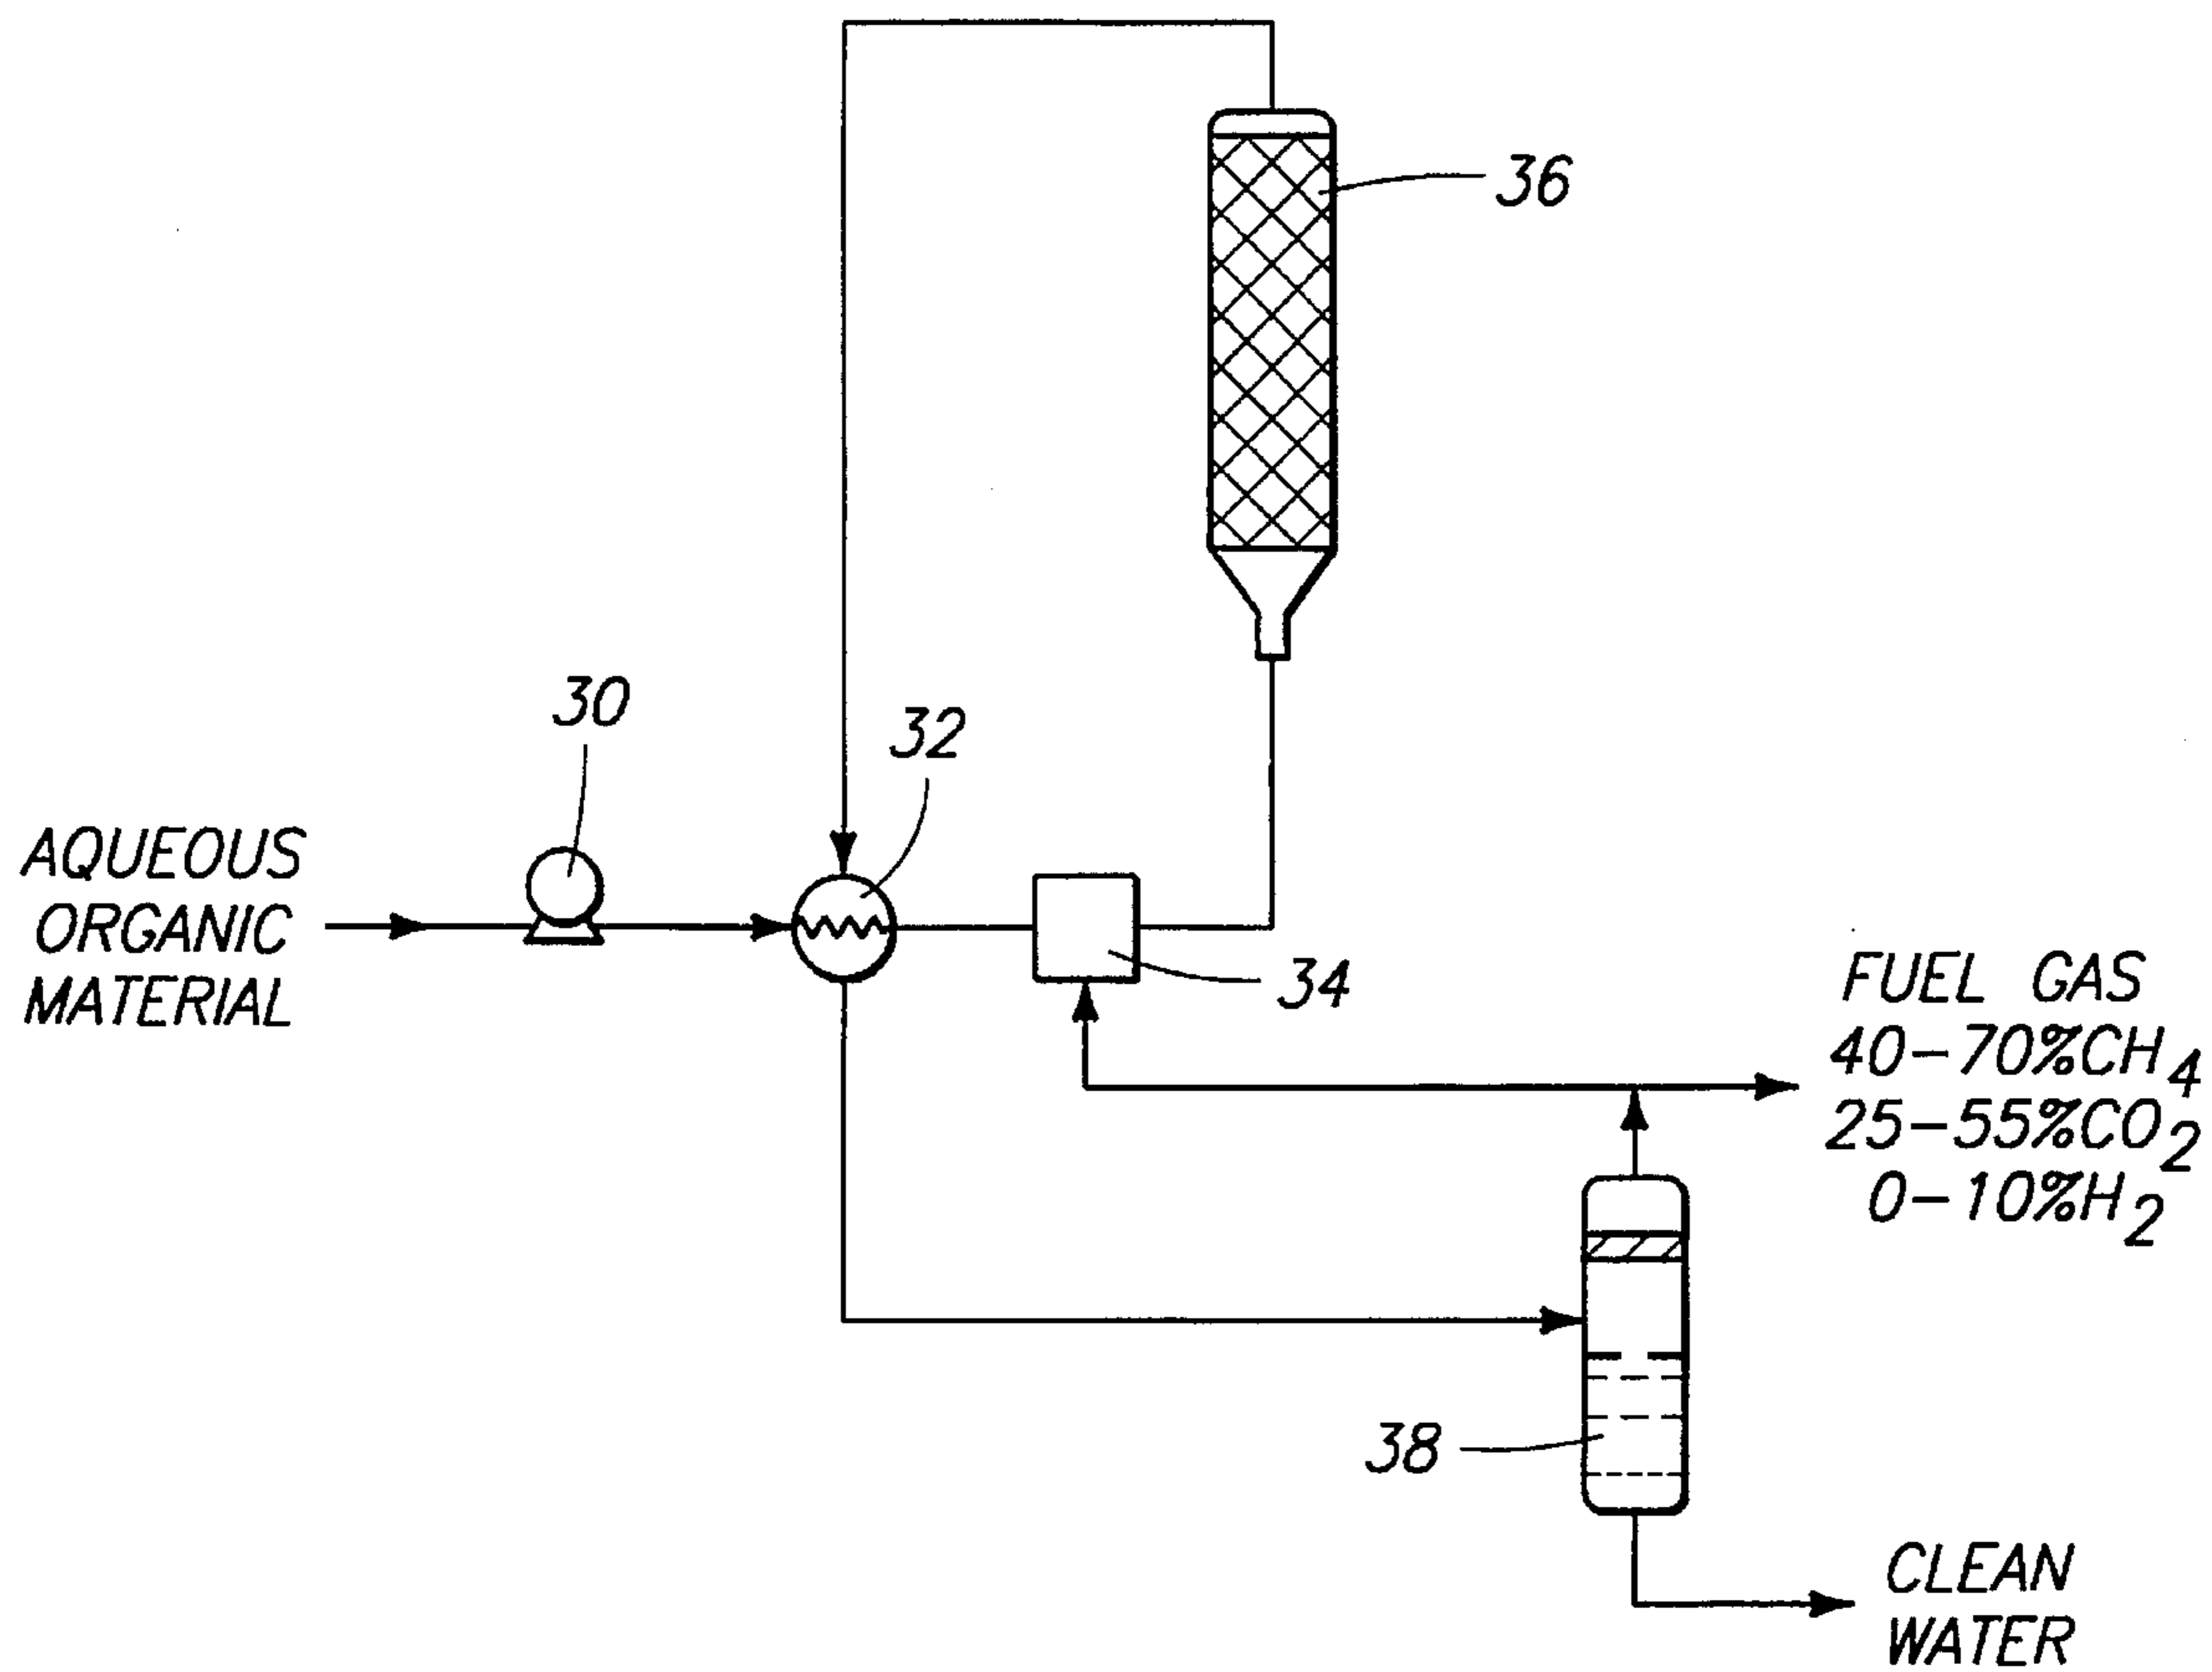 36
30
32
AQUEOUS
ORGANIC
MATERIAL
34
FUEL GAS
40-70%CH4
25-55%CO2
0-10%H2
38
CLEAN
WATER